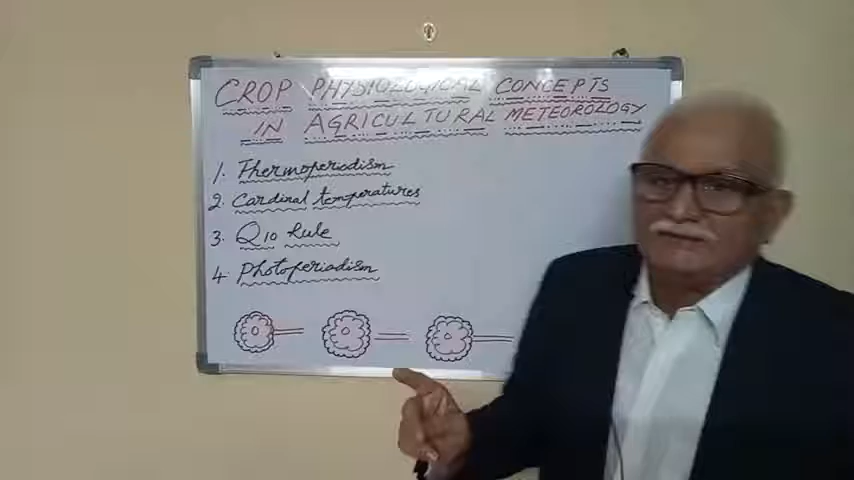 CROP PHYSIOLOGICAL CONCEPTS
IN AGRICULTURAL METEOROLOGY
1. Thermoperiodism
2. Cardinal temperatures
3. Q10 Rule
4. Photoperiodism